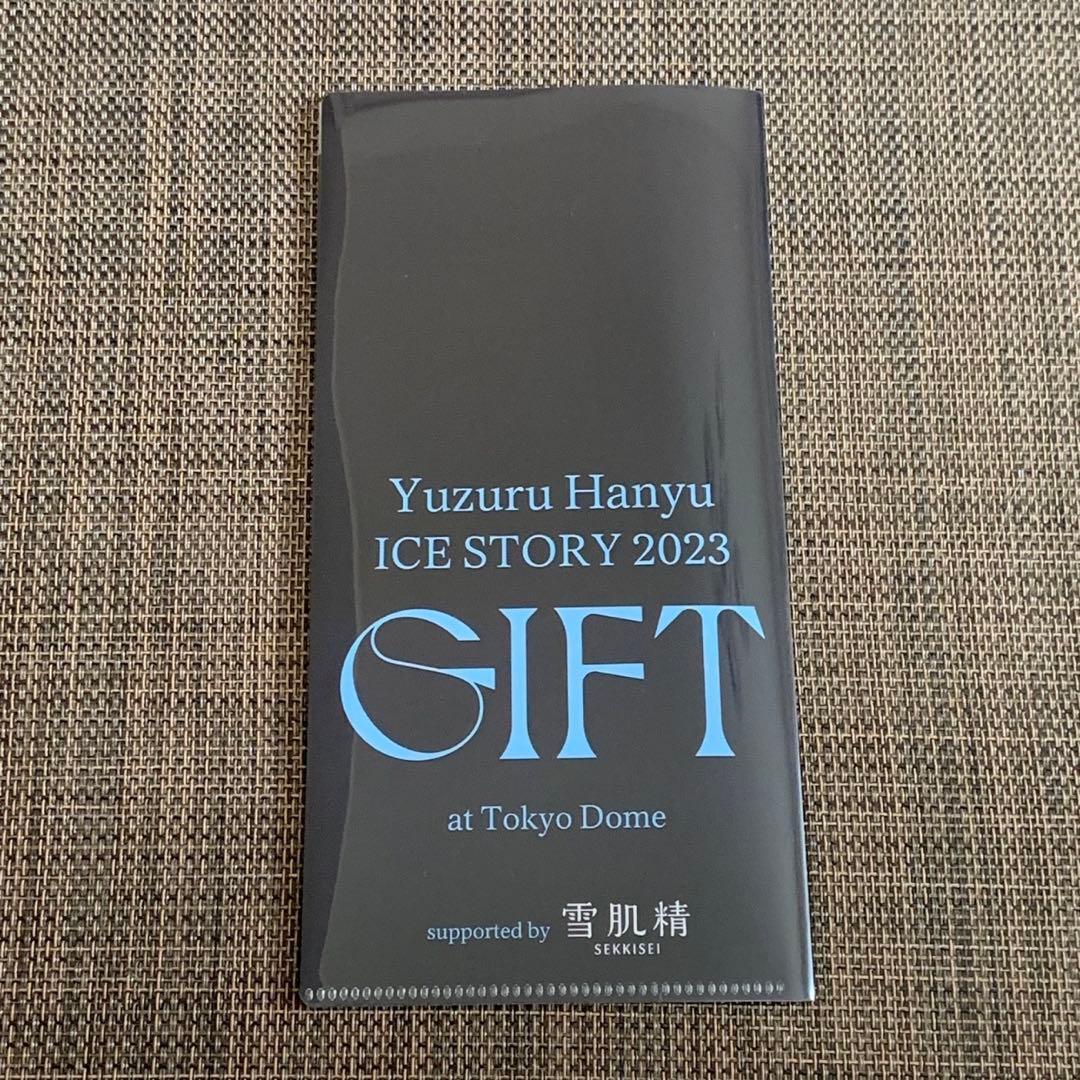 Yuzuru Hanyu
ICE STORY 2023
GIFT
at Tokyo Dome
supported by 雪肌精
SEKKISEI